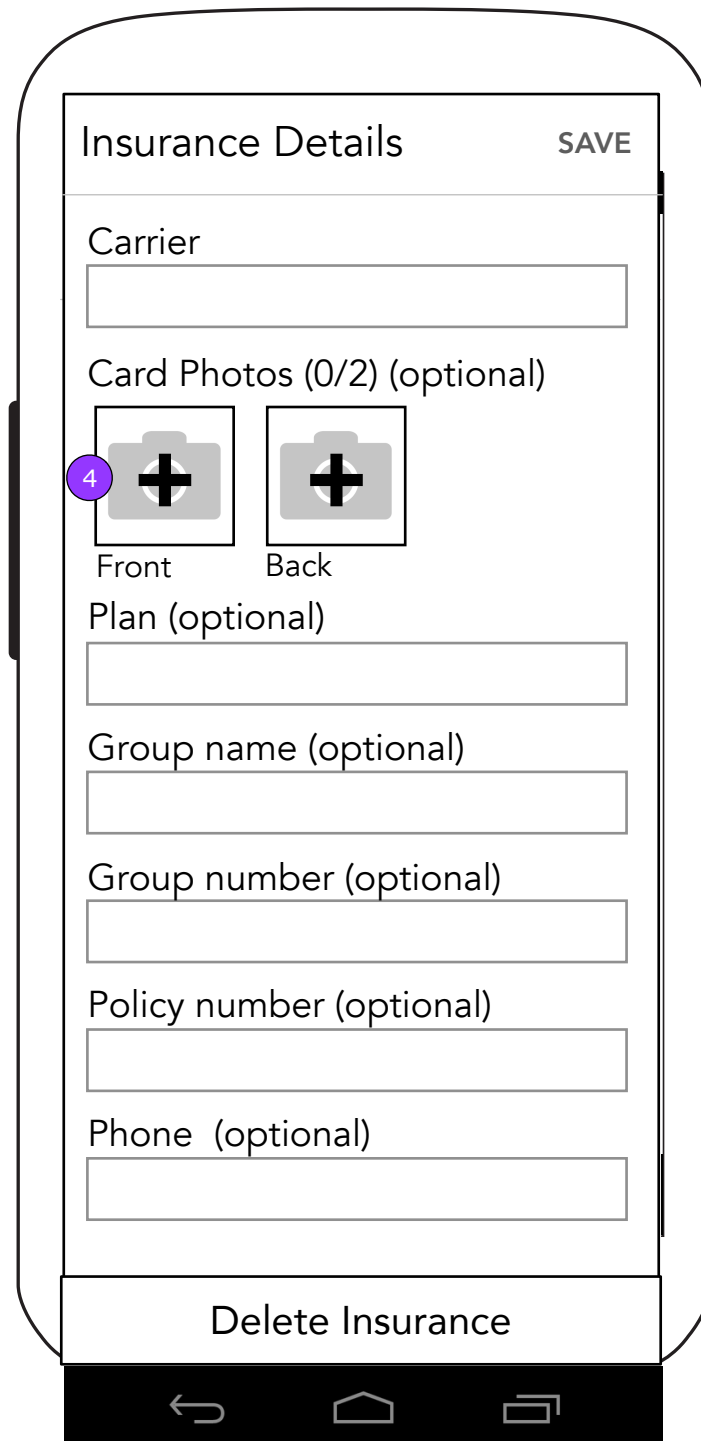 Insurance Details SAVE
Carrier
Card Photos (0/2) (optional)
4
Front Back
Plan (optional)
Group name (optional)
Group number (optional)
Policy number (optional)
Phone  (optional)
Delete Insurance